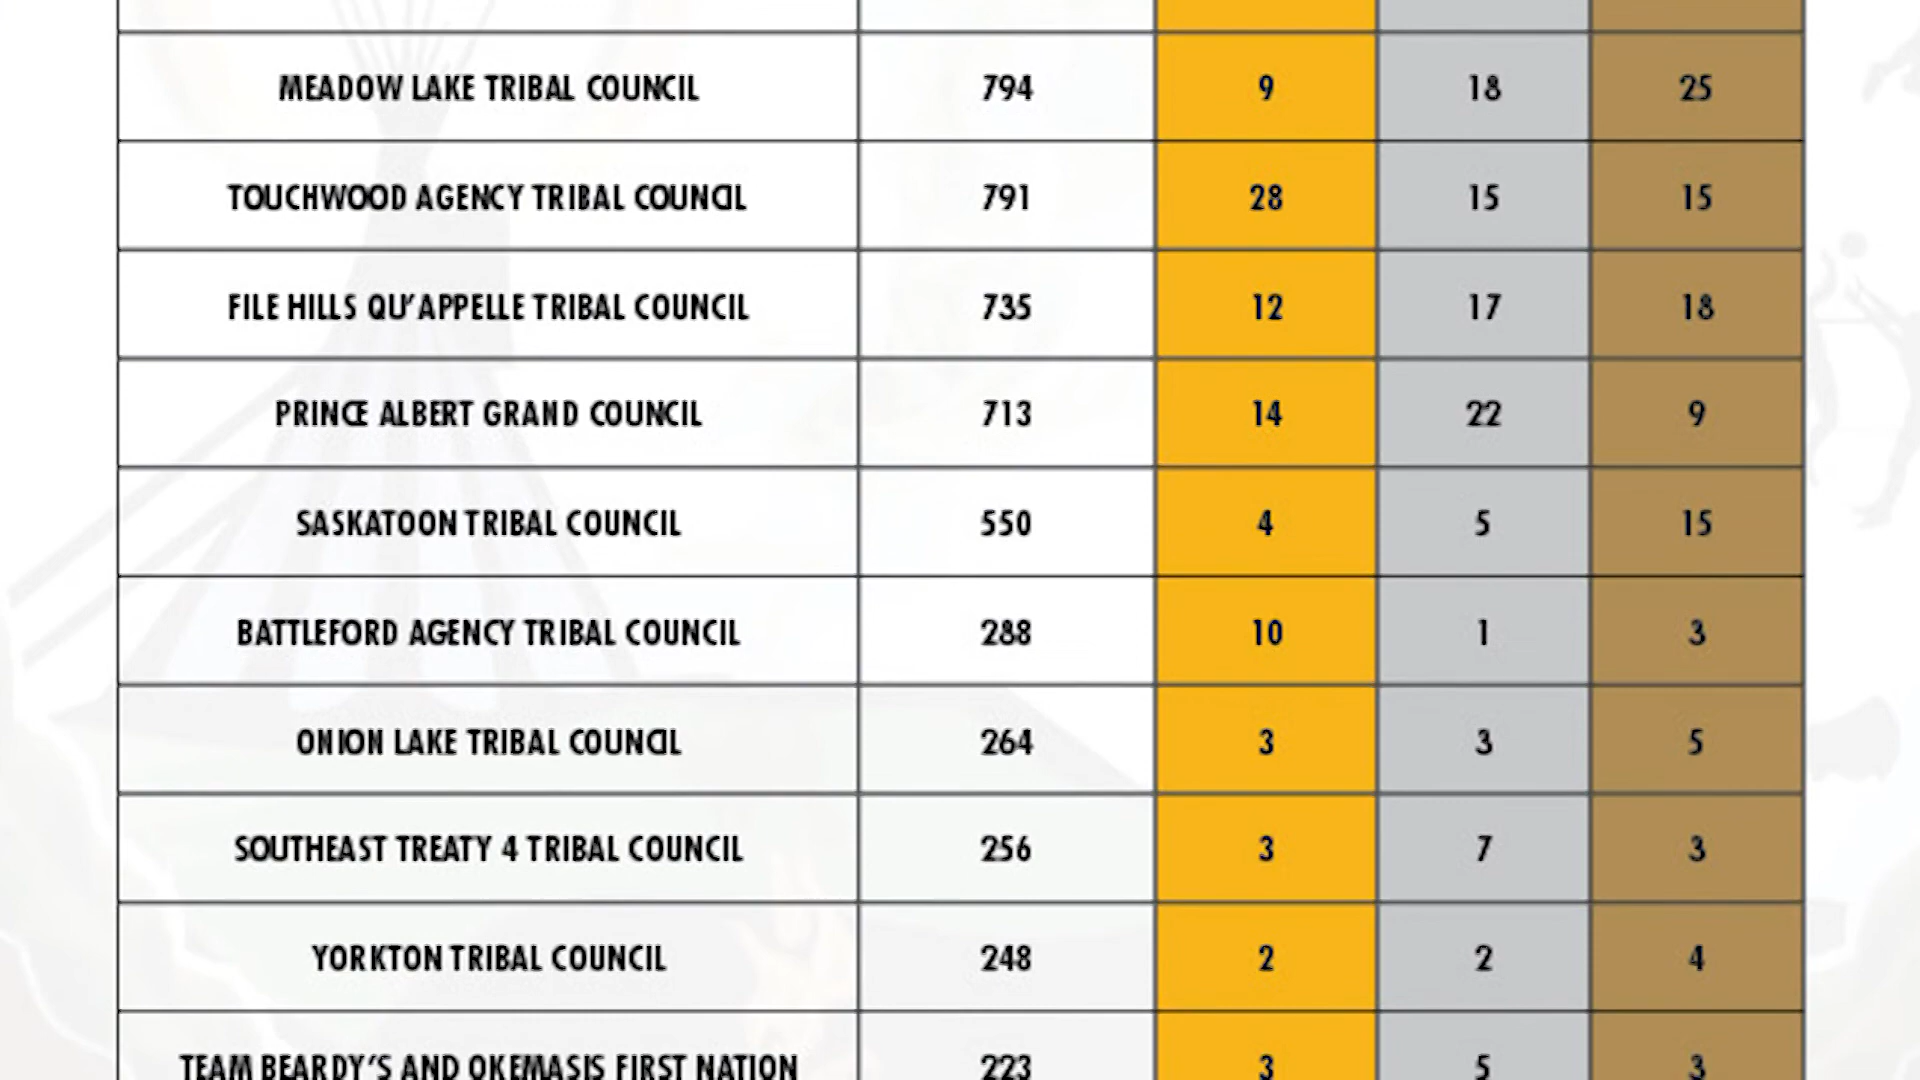 MEADOW LAKE TRIBAL COUNCIL 794 9 18 25
TOUCHWOOD AGENCY TRIBAL COUNCIL 791 28 15 15
FILE HILLS QU'APPELLE TRIBAL COUNCIL 735 12 17 18
PRINCE ALBERT GRAND COUNCIL 713 14 22 9
SASKATOON TRIBAL COUNCIL 550 4 5 15
BATTLEFORD AGENCY TRIBAL COUNCIL 288 10 1 3
ONION LAKE TRIBAL COUNCIL 264 3 3 5
SOUTHEAST TREATY 4 TRIBAL COUNCIL 256 3 7 3
YORKTON TRIBAL COUNCIL 248 2 2 4
TEAM BEARDY'S AND OKEMASIS FIRST NATION 223 3 5 3